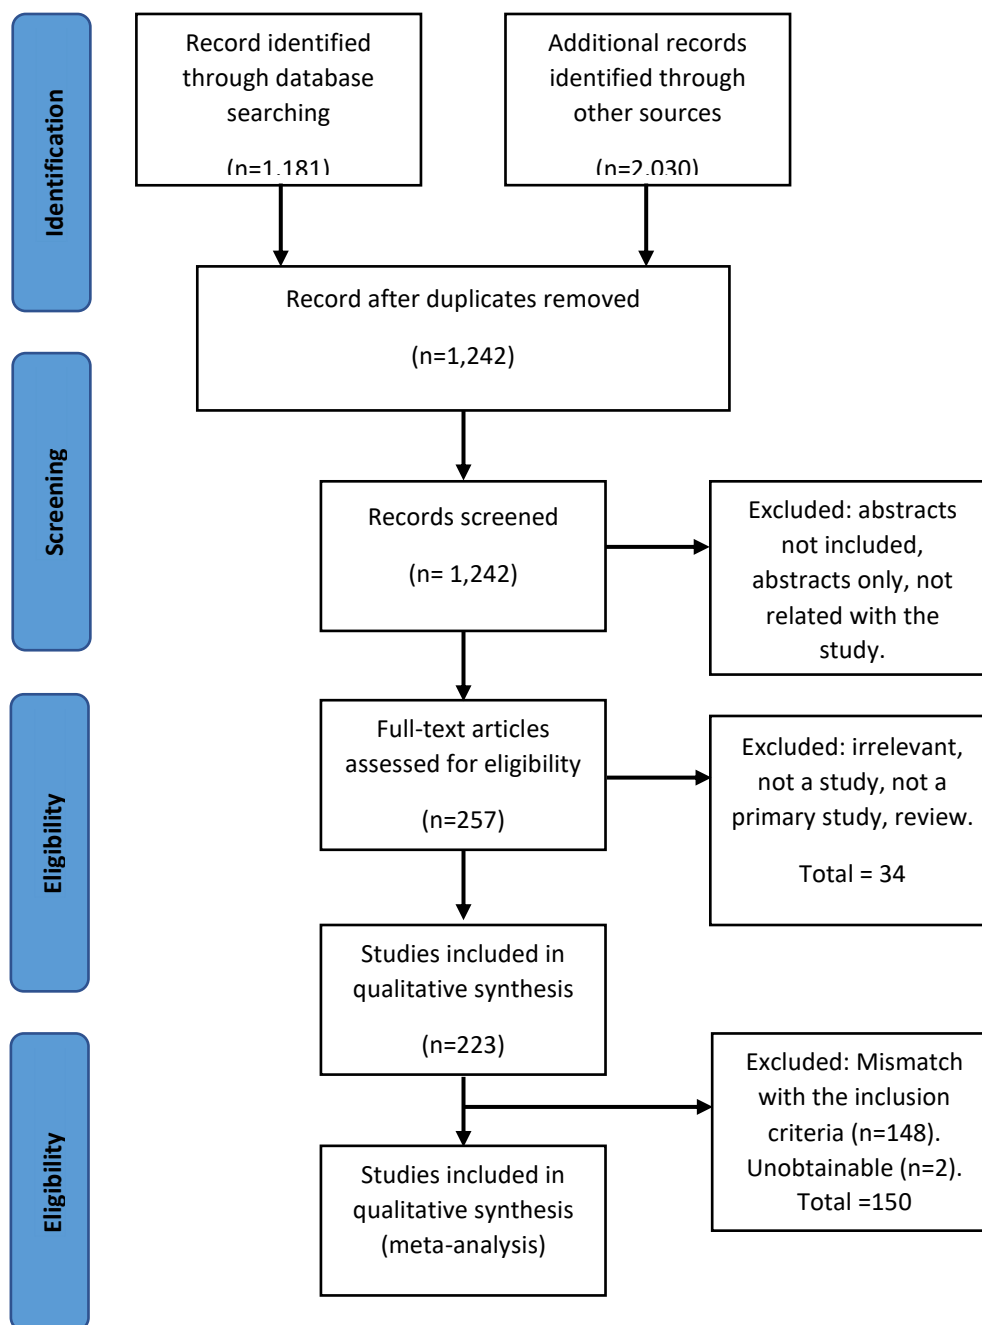 Identification
Record identified
through database
searching
(n=1,181)
Additional records
identified through
other sources
(n=2,030)
Record after duplicates removed
(n=1,242)
Screening
Records screened
(n= 1,242)
Excluded: abstracts
not included,
abstracts only, not
related with the
study.
Eligibility
Full-text articles
assessed for eligibility
(n=257)
Excluded: irrelevant,
not a study, not a
primary study, review.
Total = 34
Studies included in
qualitative synthesis
(n=223)
Eligibility
Excluded: Mismatch
with the inclusion
criteria (n=148).
Unobtainable (n=2).
Total =150
Studies included in
qualitative synthesis
(meta-analysis)